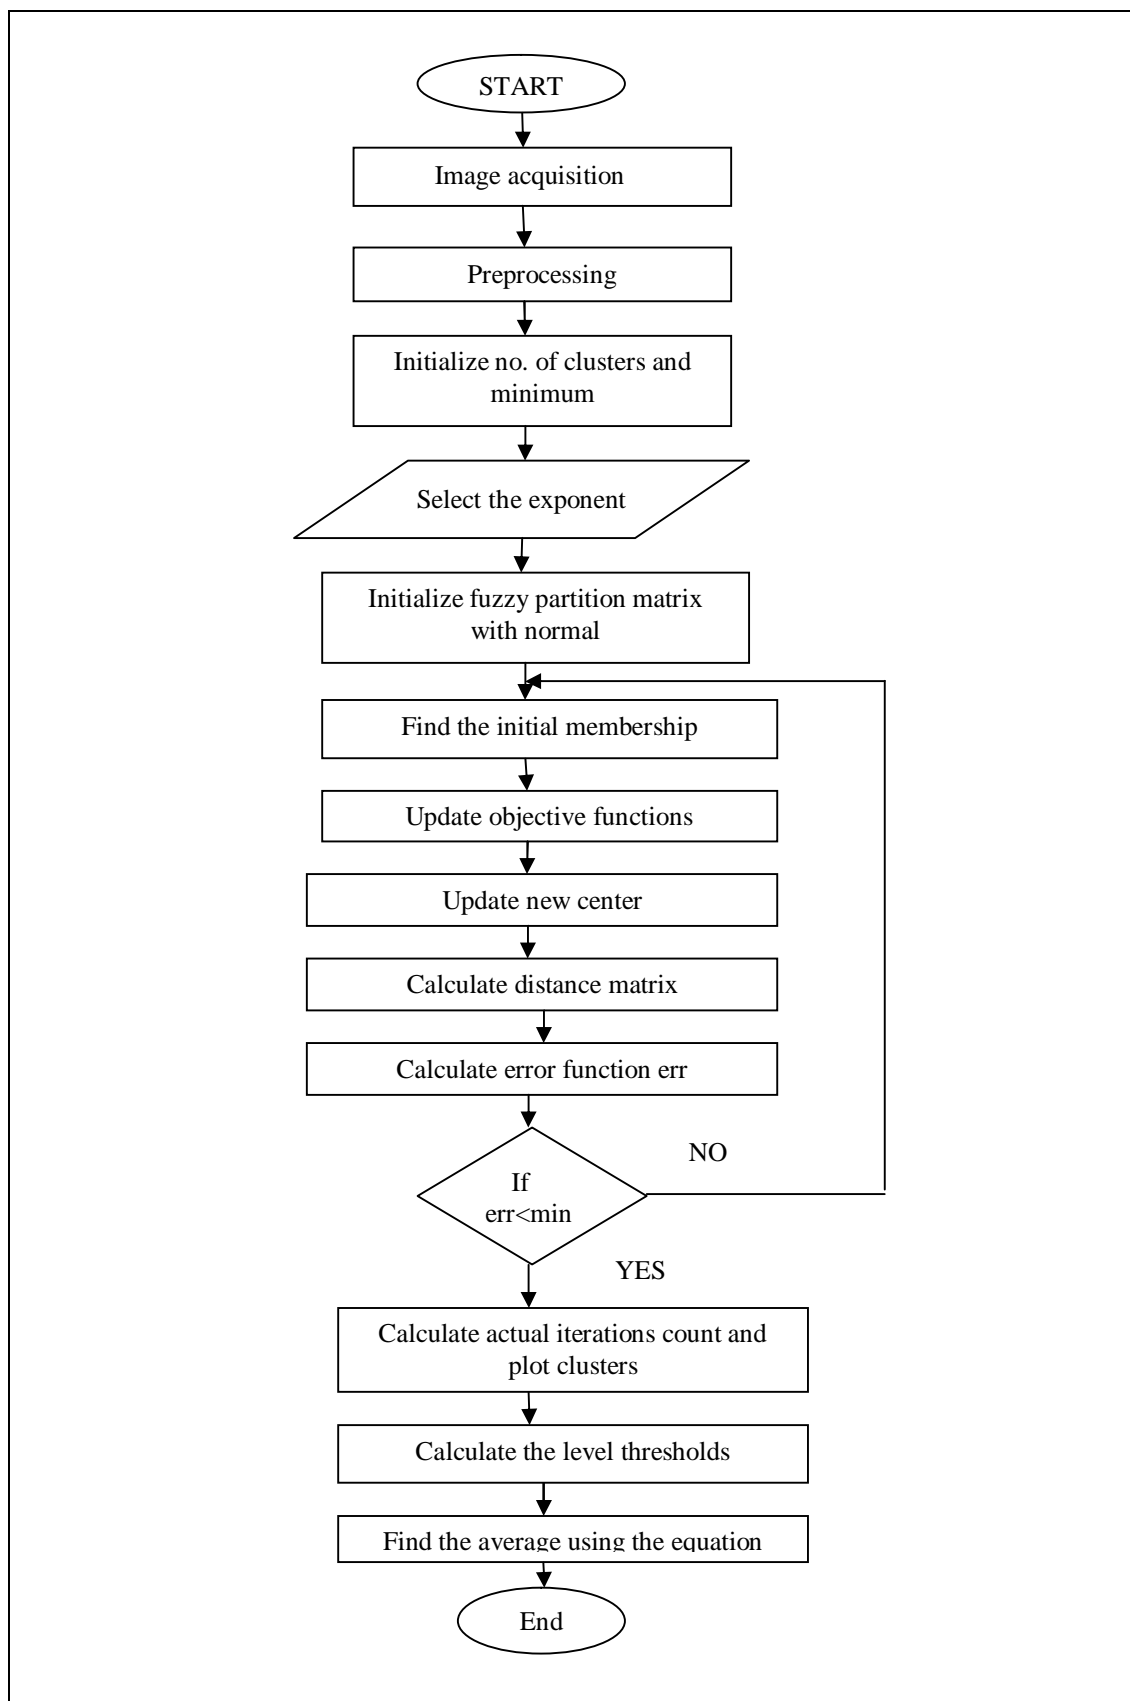 START
Image acquisition
Preprocessing
Initialize no. of clusters and
minimum
Select the exponent
Initialize fuzzy partition matrix
with normal
Find the initial membership
Update objective functions
Update new center
Calculate distance matrix
Calculate error function err
NO
If
err<min
YES
Calculate actual iterations count and
plot clusters
Calculate the level thresholds
Find the average using the equation
End